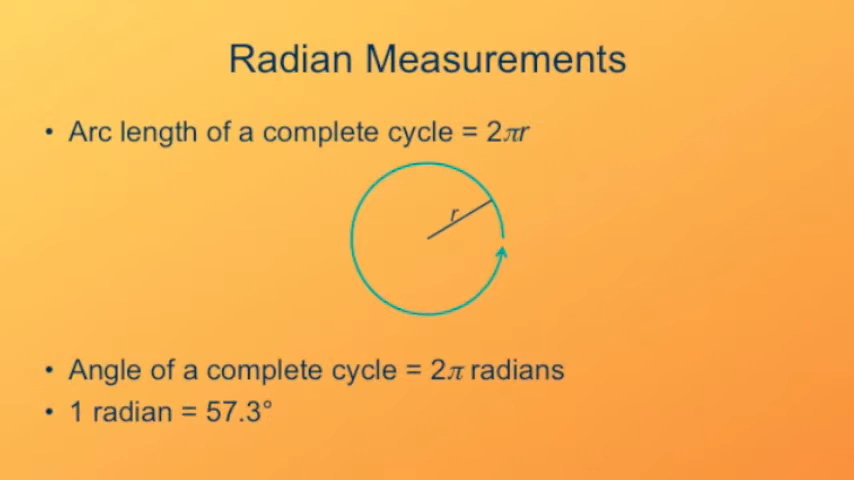 Radian Measurements
• Arc length of a complete cycle = 2πr
r
• Angle of a complete cycle = 2π radians
• 1 radian = 57.3°